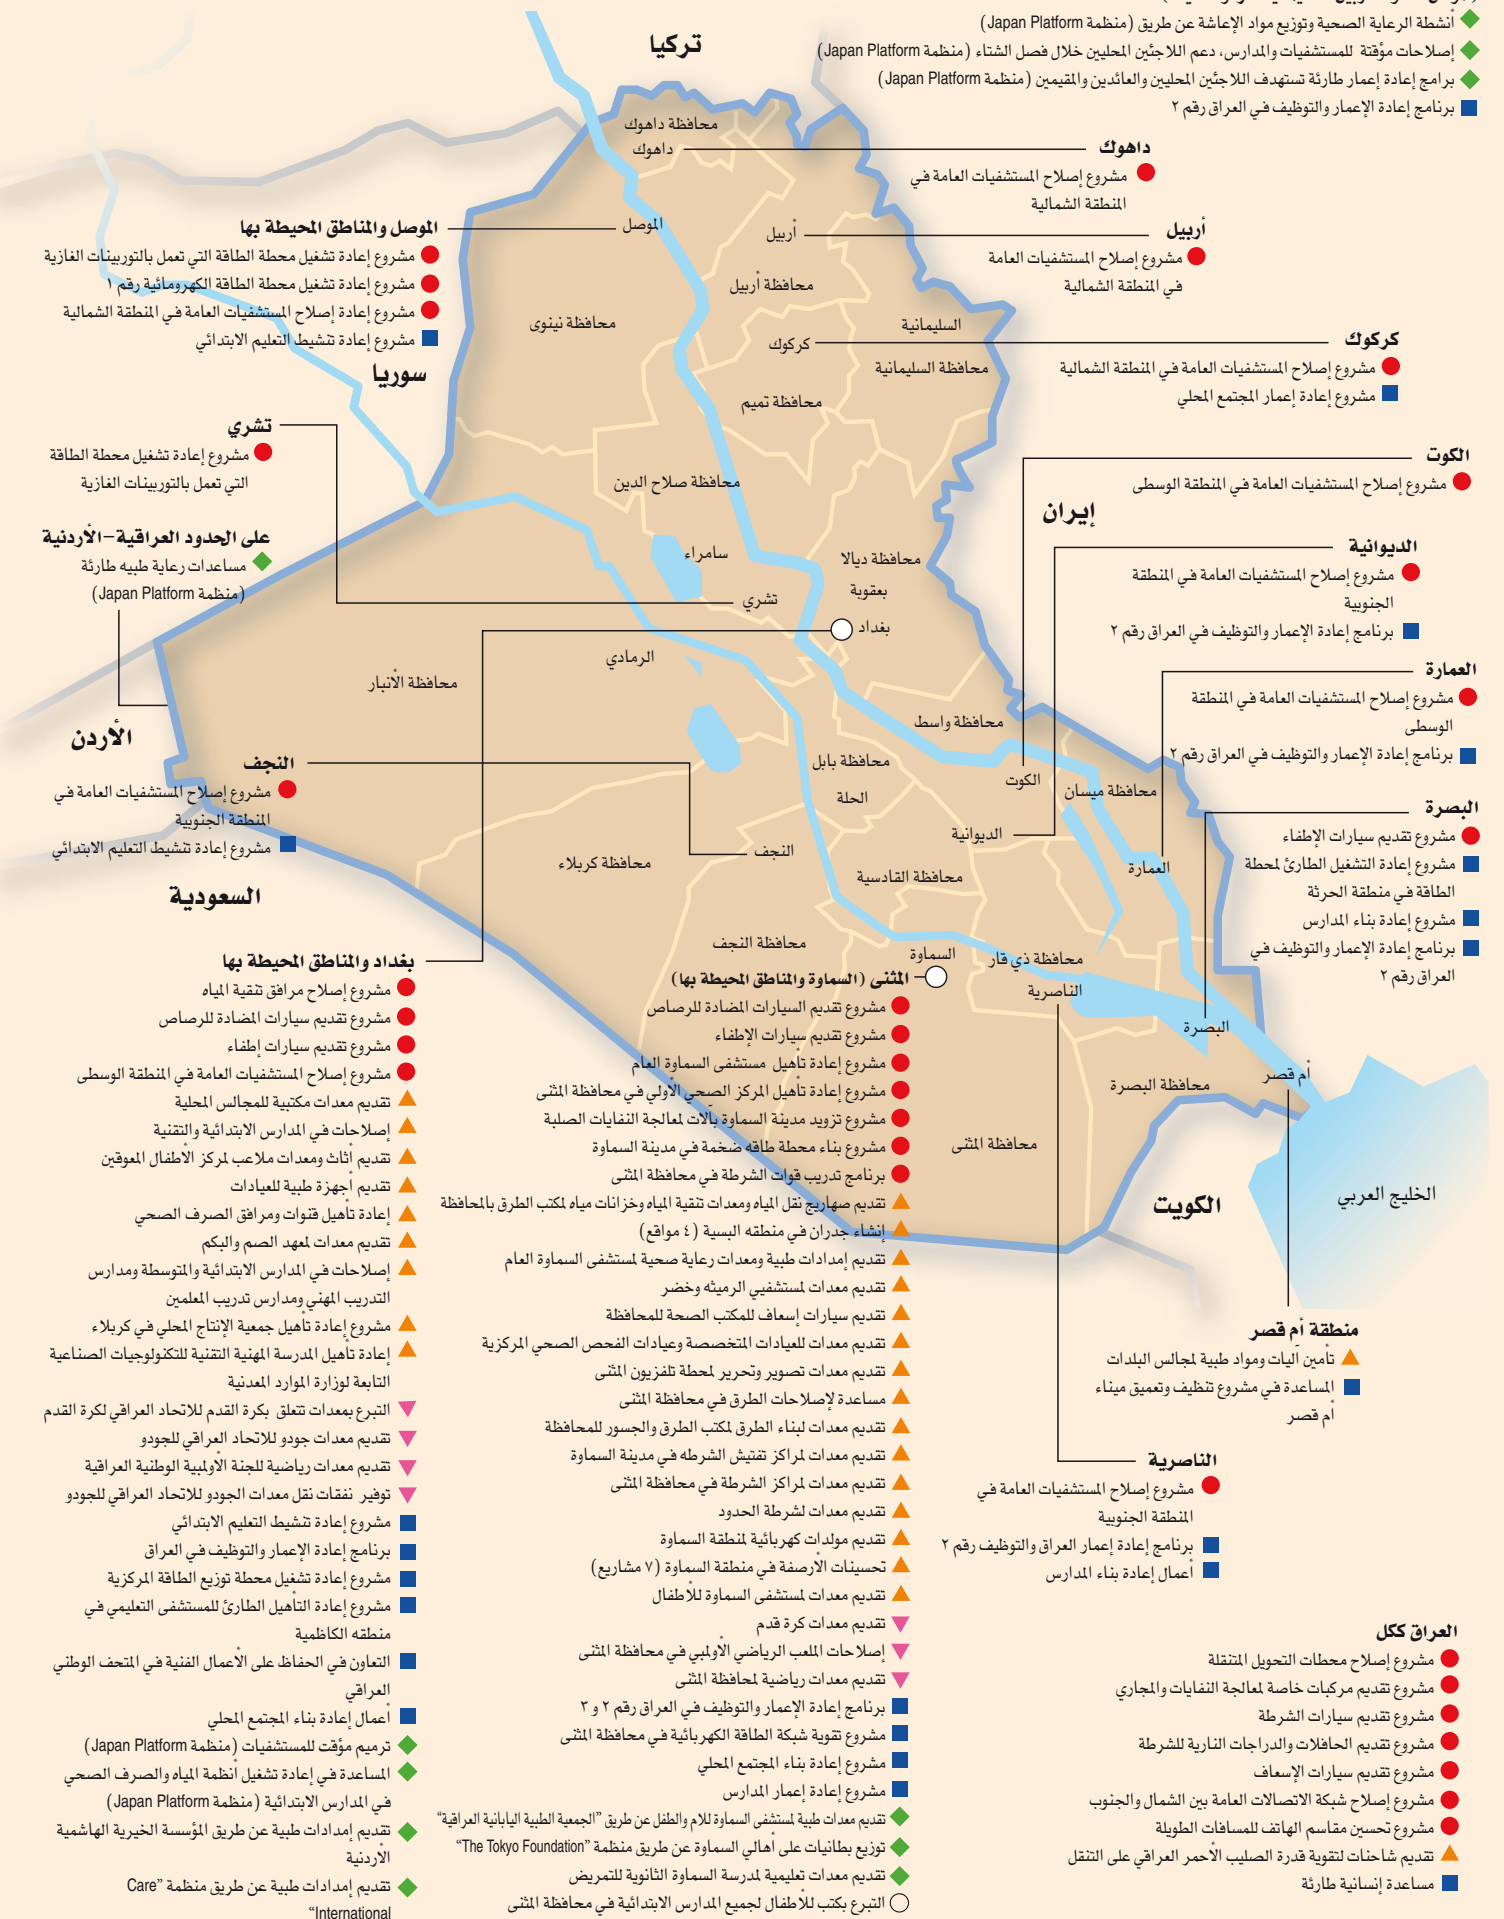 أنشطة الرعاية الصحية وتوزيع مواد الإعاشة عن طريق (منظمة Japan Platform)
إصلاحات مؤقتة للمستشفيات والمدارس، دعم اللاجئين المحليين خلال فصل الشتاء (منظمة Japan Platform)
برامج إعادة إعمار طارئة تستهدف اللاجئين المحليين والعائدين والمقيمين (منظمة Japan Platform)
برنامج إعادة الإعمار والتوظيف في العراق رقم ٢
تركيا
محافظة داهوك
داهوك
داهوك
مشروع إصلاح المستشفيات العامة في
المنطقة الشمالية
أربيل
مشروع إصلاح المستشفيات العامة
في المنطقة الشمالية
كركوك
مشروع إصلاح المستشفيات العامة في المنطقة الشمالية
مشروع إعادة إعمار المجتمع المحلي
الكوت
مشروع إصلاح المستشفيات العامة في المنطقة الوسطى
إيران
الديوانية
مشروع إصلاح المستشفيات العامة في المنطقة
الجنوبية
برنامج إعادة الإعمار والتوظيف في العراق رقم ٢
العمارة
مشروع إصلاح المستشفيات العامة في المنطقة
الوسطى
برنامج إعادة الإعمار والتوظيف في العراق رقم ٢
البصرة
مشروع تقديم سيارات الإطفاء
مشروع إعادة التشغيل الطارئ لمحطة
الطاقة في منطقة الحرثة
مشروع إعادة بناء المدارس
برنامج إعادة الإعمار والتوظيف في
العراق رقم ٢
الموصل
أربيل
محافظة أربيل
محافظة نينوى
السليمانية
كركوك
محافظة السليمانية
محافظة تميم
محافظة صلاح الدين
سامراء
محافظة ديالا
بعقوبة
تشري
بغداد
الرمادي
محافظة الأنبار
محافظة واسط
محافظة بابل
الكوت
محافظة ميسان
الحلة
الديوانية
النجف
محافظة كربلاء
العمارة
محافظة القادسية
محافظة النجف
السماوة
محافظة ذي قار
الناصرية
البصرة
أم قصر
محافظة البصرة
محافظة المثنى
الكويت
الخليج العربي
الموصل والمناطق المحيطة بها
مشروع إعادة تشغيل محطة الطاقة التي تعمل بالتوربينات الغازية
مشروع إعادة تشغيل محطة الطاقة الكهرومائية رقم ١
مشروع إعادة إصلاح المستشفيات العامة في المنطقة الشمالية
مشروع إعادة تنشيط التعليم الابتدائي
سوريا
تشري
مشروع إعادة تشغيل محطة الطاقة
التي تعمل بالتوربينات الغازية
على الحدود العراقية–الأردنية
مساعدات رعاية طبيه طارئة
(منظمة Japan Platform)
الأردن
النجف
مشروع إصلاح المستشفيات العامة في
المنطقة الجنوبية
مشروع إعادة تنشيط التعليم الابتدائي
السعودية
بغداد والمناطق المحيطة بها
مشروع إصلاح مرافق تنقية المياه
مشروع تقديم سيارات المضادة للرصاص
مشروع تقديم سيارات إطفاء
مشروع إصلاح المستشفيات العامة في المنطقة الوسطى
تقديم معدات مكتبية للمجالس المحلية
إصلاحات في المدارس الابتدائية والتقنية
تقديم أثاث ومعدات ملاعب لمركز الأطفال المعوقين
تقديم أجهزة طبية للعيادات
إعادة تأهيل قنوات ومرافق الصرف الصحي
تقديم معدات لمعهد الصم والبكم
إصلاحات في المدارس الابتدائية والمتوسطة ومدارس
التدريب المهني ومدارس تدريب المعلمين
مشروع إعادة تأهيل جمعية الإنتاج المحلي في كربلاء
إعادة تأهيل المدرسة المهنية التقنية للتكنولوجيات الصناعية
التابعة لوزارة الموارد المعدنية
التبرع بمعدات تتعلق بكرة القدم للاتحاد العراقي لكرة القدم
تقديم معدات جودو للاتحاد العراقي للجودو
تقديم معدات رياضية للجنة الأولمبية الوطنية العراقية
توفير نفقات نقل معدات الجودو للاتحاد العراقي للجودو
مشروع إعادة تنشيط التعليم الابتدائي
برنامج إعادة الإعمار والتوظيف في العراق
مشروع إعادة تشغيل محطة توزيع الطاقة المركزية
مشروع إعادة التأهيل الطارئ للمستشفى التعليمي في
منطقه الكاظمية
التعاون في الحفاظ على الأعمال الفنية في المتحف الوطني
العراقي
أعمال إعادة بناء المجتمع المحلي
ترميم مؤقت للمستشفيات (منظمة Japan Platform)
المساعدة في إعادة تشغيل أنظمة المياه والصرف الصحي
في المدارس الابتدائية (منظمة Japan Platform)
تقديم إمدادات طبية عن طريق المؤسسة الخيرية الهاشمية
الأردنية
تقديم إمدادات طبية عن طريق منظمة “Care
International”
المثنى (السماوة والمناطق المحيطة بها)
مشروع تقديم السيارات المضادة للرصاص
مشروع تقديم سيارات الإطفاء
مشروع إعادة تأهيل مستشفى السماوة العام
مشروع إعادة تأهيل المركز الصحي الأولي في محافظة المثنى
مشروع تزويد مدينة السماوة بآلات لمعالجة النفايات الصلبة
مشروع بناء محطة طاقه ضخمة في مدينة السماوة
برنامج تدريب قوات الشرطة في محافظة المثنى
تقديم صهاريج نقل المياه ومعدات تنقية المياه وخزانات مياه لمكتب الطرق بالمحافظة
إنشاء جدران في منطقه البسية (٤ مواقع)
تقديم إمدادات طبية ومعدات رعاية صحية لمستشفى السماوة العام
تقديم معدات لمستشفيي الرميثه وخضر
تقديم سيارات إسعاف للمكتب الصحة للمحافظة
تقديم معدات للعيادات المتخصصة وعيادات الفحص الصحي المركزية
تقديم معدات تصوير وتحرير لمحطة تلفزيون المثنى
مساعدة لإصلاحات الطرق في محافظة المثنى
تقديم معدات لبناء الطرق لمكتب الطرق والجسور للمحافظة
تقديم معدات لمراكز تفتيش الشرطه في مدينة السماوة
تقديم معدات لمراكز الشرطة في محافظة المثنى
تقديم معدات لشرطة الحدود
تقديم مولدات كهربائية لمنطقة السماوة
تحسينات الأرصفة في منطقة السماوة (٧ مشاريع)
تقديم معدات لمستشفى السماوة للأطفال
تقديم معدات كرة قدم
إصلاحات الملعب الرياضي الأولمبي في محافظة المثنى
تقديم معدات رياضية لمحافظة المثنى
برنامج إعادة الإعمار والتوظيف في العراق رقم ٢ و ٣
مشروع تقوية شبكة الطاقة الكهربائية في محافظة المثنى
مشروع إعادة بناء المجتمع المحلي
مشروع إعادة إعمار المدارس
تقديم معدات طبية لمستشفى السماوة للام والطفل عن طريق “الجمعية الطبية اليابانية العراقية”
توزيع بطانيات على أهالي السماوة عن طريق منظمة “The Tokyo Foundation”
تقديم معدات تعليمية لمدرسة السماوة الثانوية للتمريض
التبرع بكتب للأطفال لجميع المدارس الابتدائية في محافظة المثنى
منطقة أم قصر
تأمين آليات ومواد طبية لمجالس البلدات
المساعدة في مشروع تنظيف وتعميق ميناء
أم قصر
الناصرية
مشروع إصلاح المستشفيات العامة في
المنطقة الجنوبية
برنامج إعادة إعمار العراق والتوظيف رقم ٢
أعمال إعادة بناء المدارس
العراق ككل
مشروع إصلاح محطات التحويل المتنقلة
مشروع تقديم مركبات خاصة لمعالجة النفايات والمجاري
مشروع تقديم سيارات الشرطة
مشروع تقديم الحافلات والدراجات النارية للشرطة
مشروع تقديم سيارات الإسعاف
مشروع إصلاح شبكة الاتصالات العامة بين الشمال والجنوب
مشروع تحسين مقاسم الهاتف للمسافات الطويلة
تقديم شاحنات لتقوية قدرة الصليب الأحمر العراقي على التنقل
مساعدة إنسانية طارئة